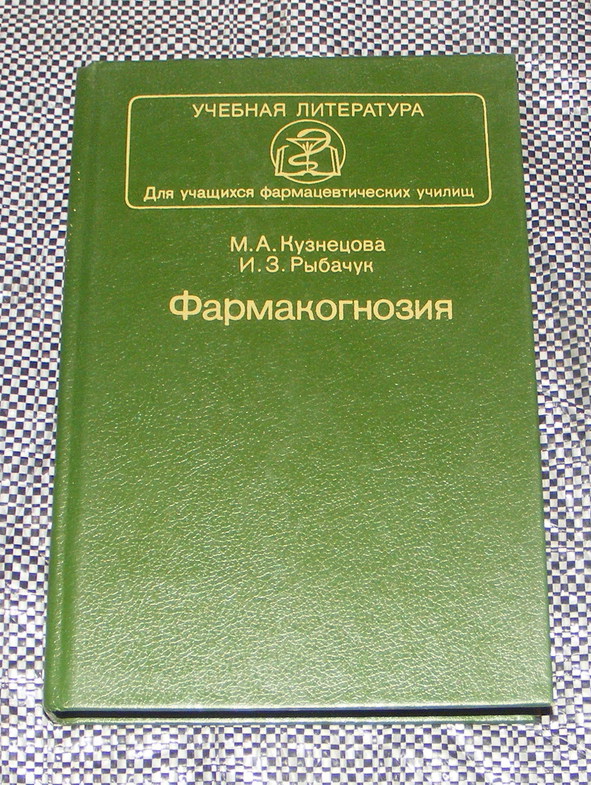 УЧЕБНАЯ ЛИТЕРАТУРА
Для учащихся фармацевтических училищ
М.А.Кузнецова
И.З.Рыбачук
Фармакогнозия